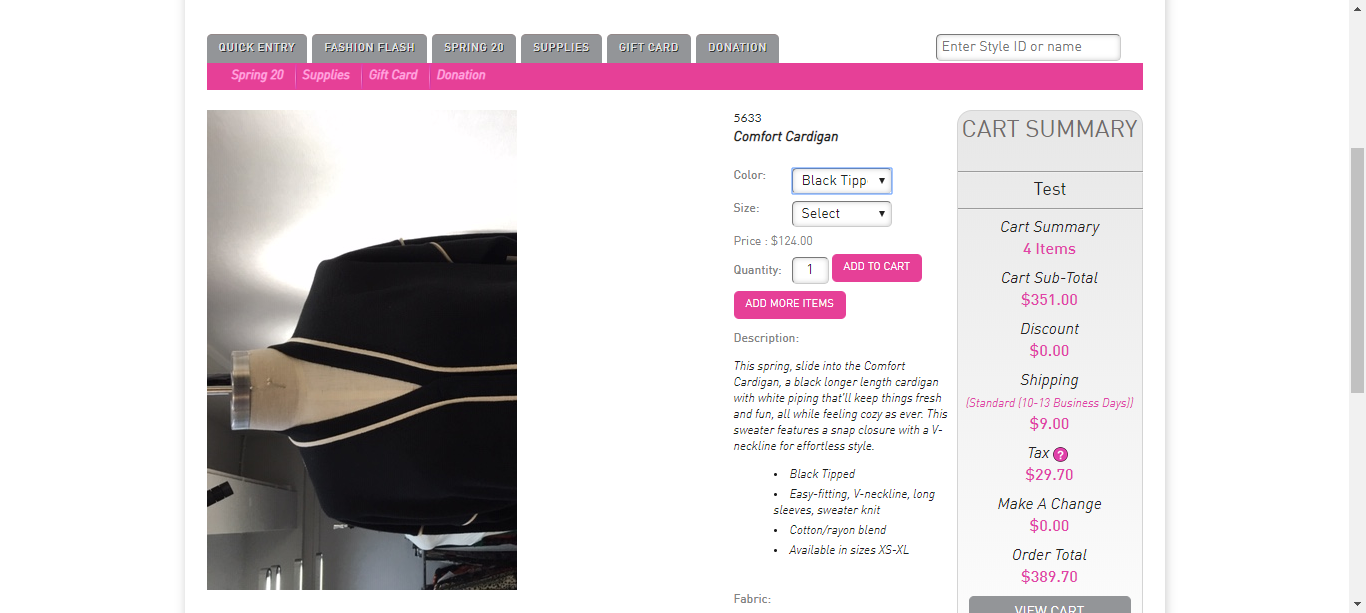 QUICK ENTRY
FASHION FLASH
SPRING 20
SUPPLIES
GIFT CARD
DONATION
Enter Style ID or name
Spring 20
Supplies
Gift Card
Donation
5633
Comfort Cardigan
Color:
Black Tipp
Size:
Select
Price : $124.00
Quantity:
1
ADD TO CART
ADD MORE ITEMS
Description:
This spring, slide into the Comfort
Cardigan, a black longer length cardigan
with white piping that'll keep things fresh
and fun, all while feeling cozy as ever. This
sweater features a snap closure with a V-
neckline for effortless style.
• Black Tipped
• Easy-fitting, V-neckline, long
sleeves, sweater knit
• Cotton/rayon blend
• Available in sizes XS-XL
Fabric:
CART SUMMARY
Test
Cart Summary
4 Items
Cart Sub-Total
$351.00
Discount
$0.00
Shipping
(Standard (10-13 Business Days))
$9.00
Tax ?
$29.70
Make A Change
$0.00
Order Total
$389.70
VIEW CART